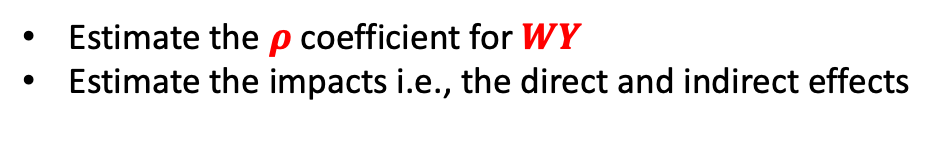 • Estimate the ρ coefficient for WY
• Estimate the impacts i.e., the direct and indirect effects